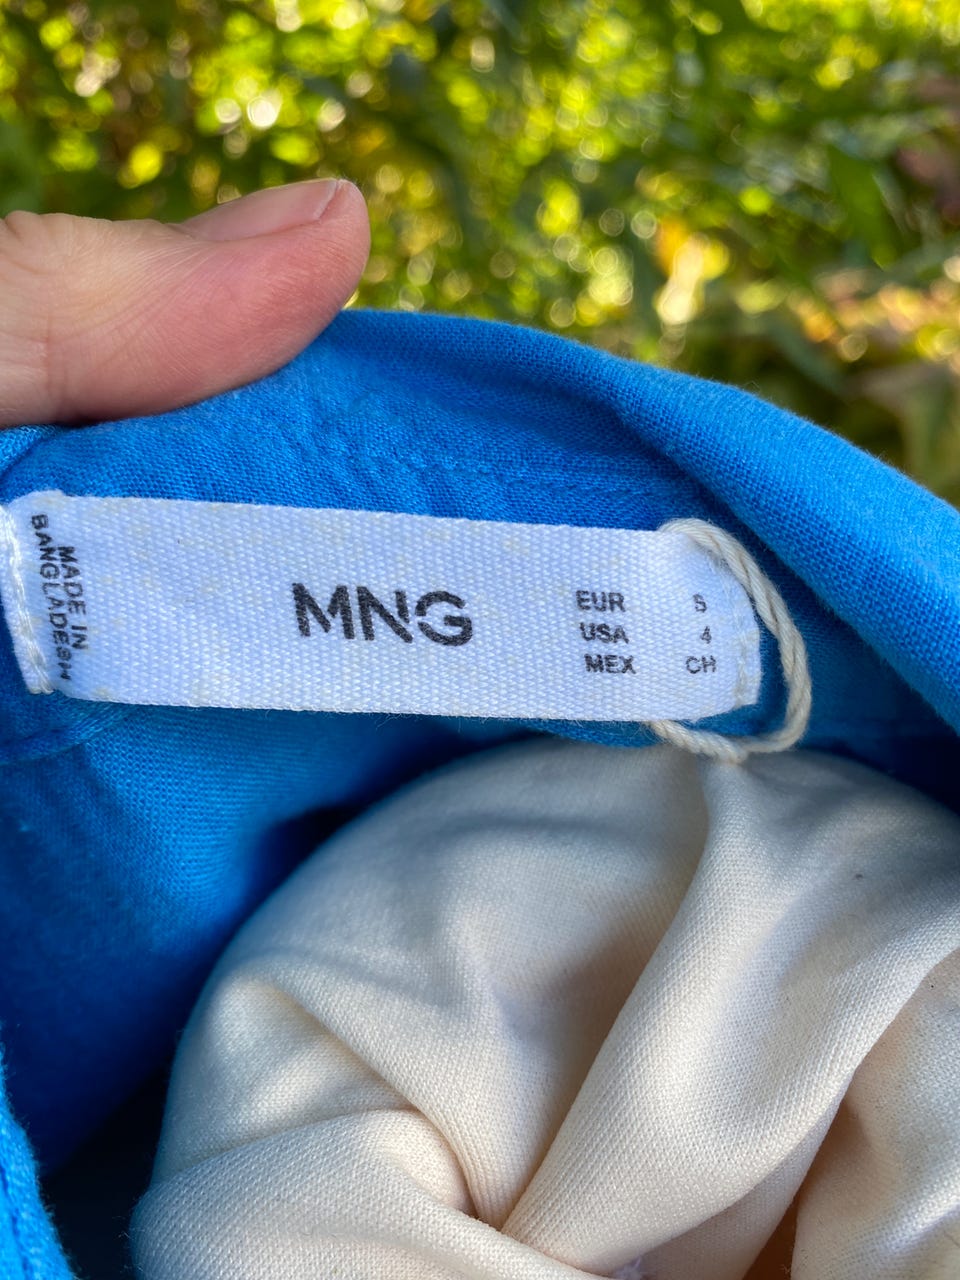 MADE IN
BANGLADESH
MNG
EUR S
USA 4
MEX CH